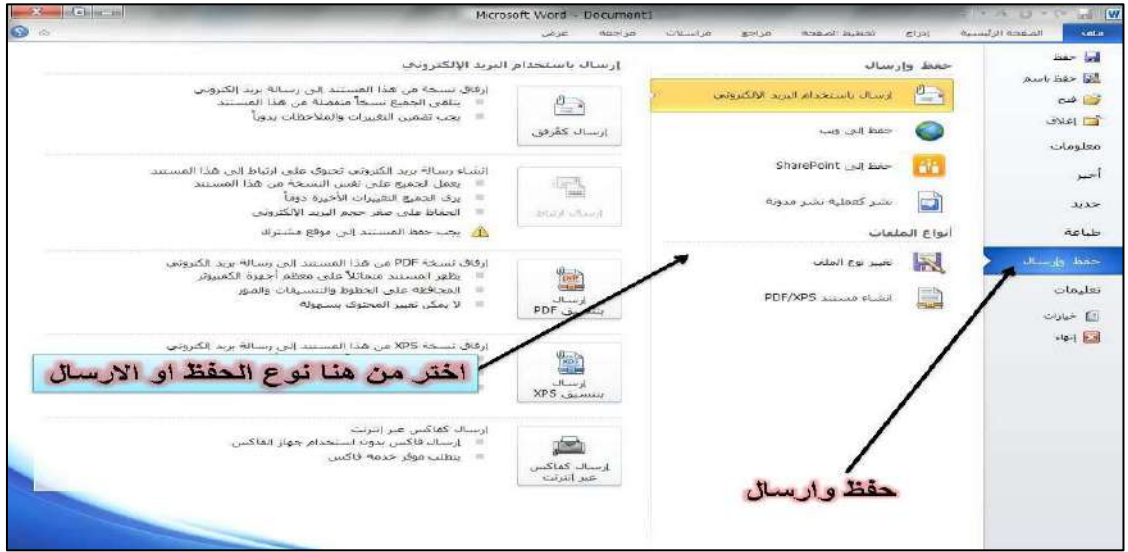 Microsoft Word - Document1
ملف
الصفحة الرئيسية
إدراج
تخطيط الصفحة
مراجع
مراسلات
مراجعة
عرض
حفظ
حفظ باسم
فتح
إغلاق
معلومات
أخير
جديد
طباعة
حفظ وإرسال
تعليمات
خيارات
إنهاء
حفظ وإرسال
إرسال باستخدام البريد الإلكتروني
حفظ إلى ويب
حفظ إلى SharePoint
نشر كعملية نشر مدونة
أنواع الملفات
تغيير نوع الملف
إنشاء مستند PDF/XPS
إرسال باستخدام البريد الإلكتروني
إرسال كمُرفق
إرفاق نسخة من هذا المستند إلى رسالة بريد إلكتروني
يتلقى الجميع نسخاً منفصلة من هذا المستند
يجب تضمين التغييرات والملاحظات يدوياً
إرسال ارتباط
إنشاء رسالة بريد إلكتروني تحتوي على ارتباط إلى هذا المستند
يعمل الجميع على نفس النسخة من هذا المستند
يرى الجميع التغييرات الأخيرة دوماً
الحفاظ على صغر حجم البريد الإلكتروني
يجب حفظ المستند إلى موقع مشترك
إرسال
بتنسيق PDF
إرفاق نسخة PDF من هذا المستند إلى رسالة بريد إلكتروني
يظهر المستند متماثلاً على معظم أجهزة الكمبيوتر
المحافظة على الخطوط والتنسيقات والصور
لا يمكن تغيير المحتوى بسهولة
إرسال
بتنسيق XPS
إرفاق نسخة XPS من هذا المستند إلى رسالة بريد إلكتروني
إرسال كفاكس
عبر إنترنت
إرسال كفاكس عبر إنترنت
إرسال فاكس بدون استخدام جهاز الفاكس
يتطلب موفر خدمة فاكس
اختر من هنا نوع الحفظ او الارسال
حفظ وارسال